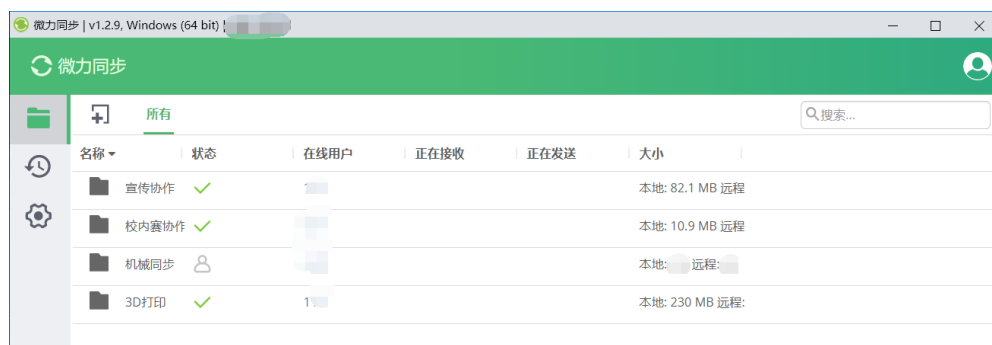 微力同步 | v1.2.9, Windows (64 bit) |
微力同步
所有
搜索...
名称 状态 在线用户 正在接收 正在发送 大小
宣传协作 本地: 82.1 MB 远程
校内赛协作 本地: 10.9 MB 远程
机械同步 本地: 远程:
3D打印 本地: 230 MB 远程: